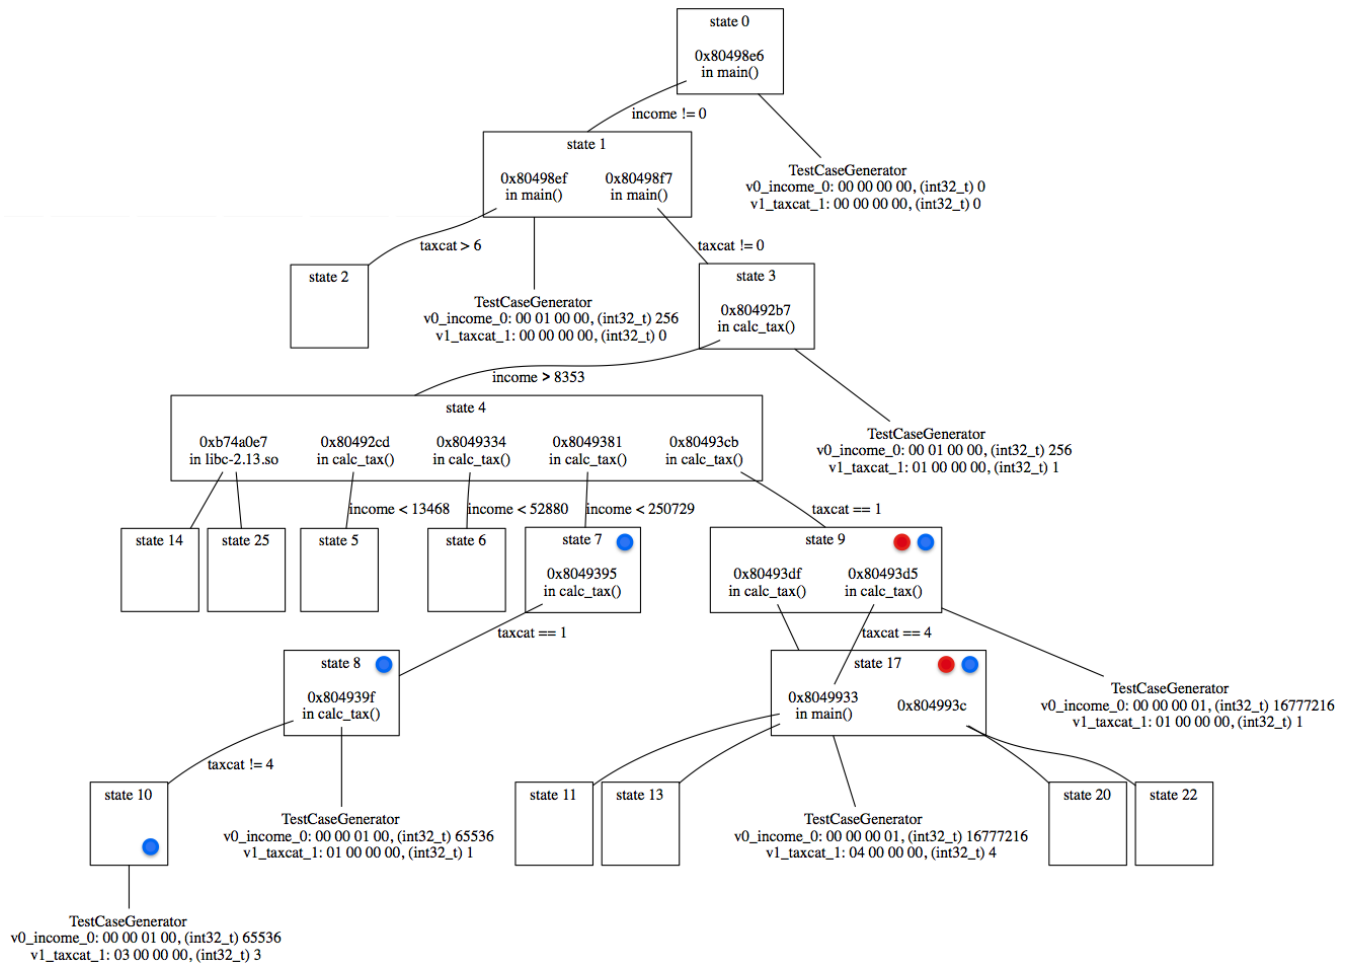 state 0
0x80498e6
in main()
income != 0
state 1
0x80498ef
in main()
0x80498f7
in main()
TestCaseGenerator
v0_income_0: 00 00 00 00, (int32_t) 0
v1_taxcat_1: 00 00 00 00, (int32_t) 0
taxcat > 6
taxcat != 0
state 2
TestCaseGenerator
v0_income_0: 00 01 00 00, (int32_t) 256
v1_taxcat_1: 00 00 00 00, (int32_t) 0
state 3
0x80492b7
in calc_tax()
income > 8353
state 4
0xb74a0e7
in libc-2.13.so
0x80492cd
in calc_tax()
0x8049334
in calc_tax()
0x8049381
in calc_tax()
0x80493cb
in calc_tax()
TestCaseGenerator
v0_income_0: 00 01 00 00, (int32_t) 256
v1_taxcat_1: 01 00 00 00, (int32_t) 1
income < 13468
income < 52880
income < 250729
taxcat == 1
state 14
state 25
state 5
state 6
state 7
0x8049395
in calc_tax()
state 9
0x80493df
in calc_tax()
0x80493d5
in calc_tax()
taxcat == 1
taxcat == 4
state 8
0x804939f
in calc_tax()
state 17
0x8049933
in main()
0x804993c
TestCaseGenerator
v0_income_0: 00 00 00 01, (int32_t) 16777216
v1_taxcat_1: 01 00 00 00, (int32_t) 1
taxcat != 4
state 10
TestCaseGenerator
v0_income_0: 00 00 01 00, (int32_t) 65536
v1_taxcat_1: 01 00 00 00, (int32_t) 1
state 11
state 13
TestCaseGenerator
v0_income_0: 00 00 00 01, (int32_t) 16777216
v1_taxcat_1: 04 00 00 00, (int32_t) 4
state 20
state 22
TestCaseGenerator
v0_income_0: 00 00 01 00, (int32_t) 65536
v1_taxcat_1: 03 00 00 00, (int32_t) 3